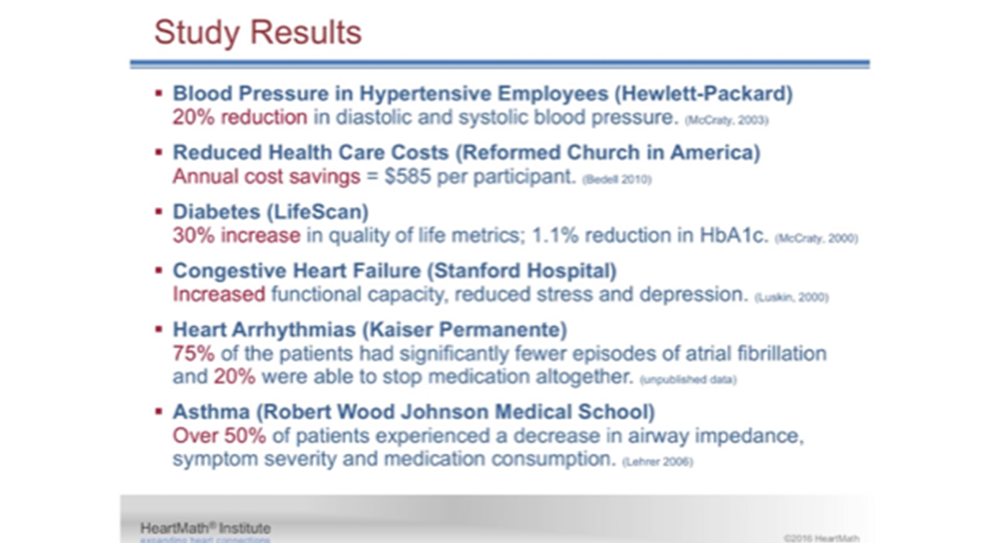 Study Results
▪ Blood Pressure in Hypertensive Employees (Hewlett-Packard)
20% reduction in diastolic and systolic blood pressure. (McCraty, 2003)
▪ Reduced Health Care Costs (Reformed Church in America)
Annual cost savings = $585 per participant. (Bedell 2010)
▪ Diabetes (LifeScan)
30% increase in quality of life metrics; 1.1% reduction in HbA1c. (McCraty, 2000)
▪ Congestive Heart Failure (Stanford Hospital)
Increased functional capacity, reduced stress and depression. (Luskin, 2000)
▪ Heart Arrhythmias (Kaiser Permanente)
75% of the patients had significantly fewer episodes of atrial fibrillation
and 20% were able to stop medication altogether. (unpublished data)
▪ Asthma (Robert Wood Johnson Medical School)
Over 50% of patients experienced a decrease in airway impedance,
symptom severity and medication consumption. (Lehrer 2006)
HeartMath® Institute
expanding heart connections
©2016 HeartMath